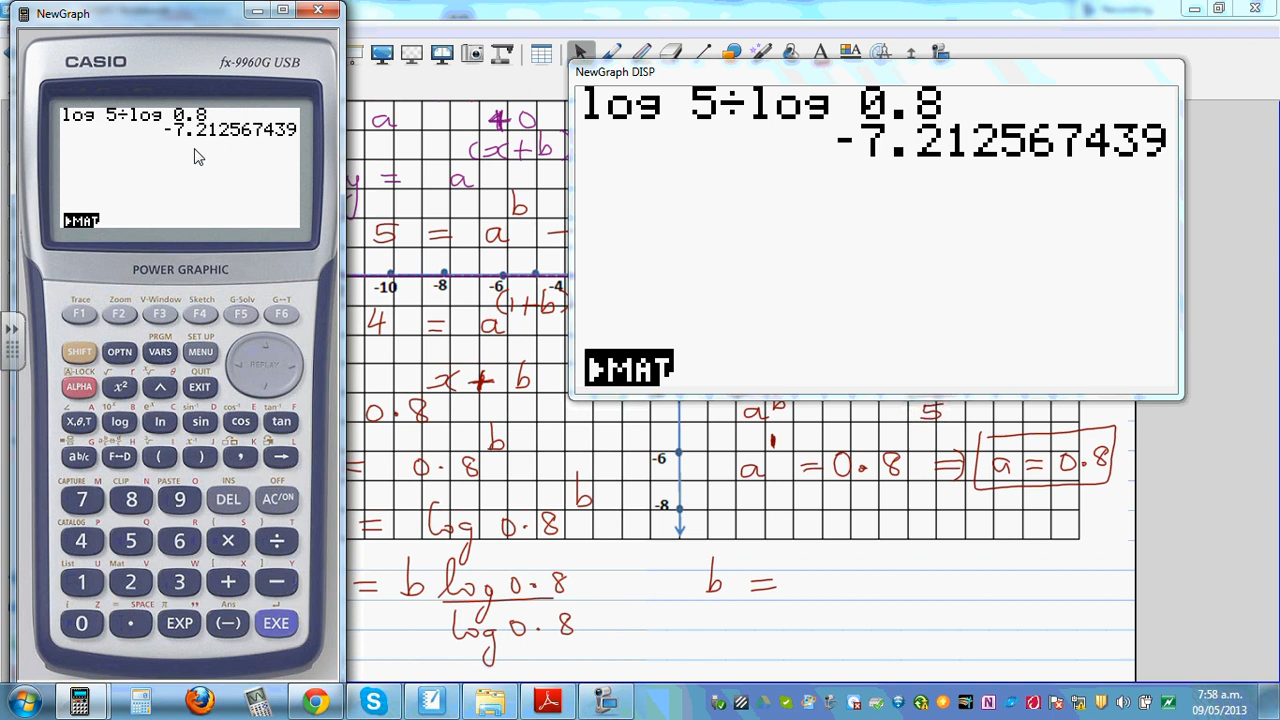 NewGraph
Recording
CASIO
fx-9860G USB
log 5÷log 0.8
-7.212567439
▶MAT
POWER GRAPHIC
Trace Zoom V-Window Sketch G-Solv G↔T
F1 F2 F3 F4 F5 F6
PRGM SET UP
SHIFT OPTN VARS MENU
REPLAY
A-LOCK QUIT
ALPHA x² ^ EXIT
X,θ,T log ln sin cos tan
a b/c F↔D ( ) , →
CAPTURE CLIP PASTE INS OFF
7 8 9 DEL AC/ON
CATALOG
4 5 6 × ÷
List Mat
1 2 3 + −
SPACE Ans
0 . EXP (−) EXE
NewGraph DISP
log 5÷log 0.8
-7.212567439
▶MAT
a +0
(x+b
y = a
b
5 = a −
-10 -8 -6 -4
(1+b)
4 = a
x + b
0.8
b
= 0.8
b
= log 0.8
= b log 0.8
log 0.8
a b
5
-6
a 1 = 0.8 ⇒ a = 0.8
-8
b =
7:58 a.m.
09/05/2013